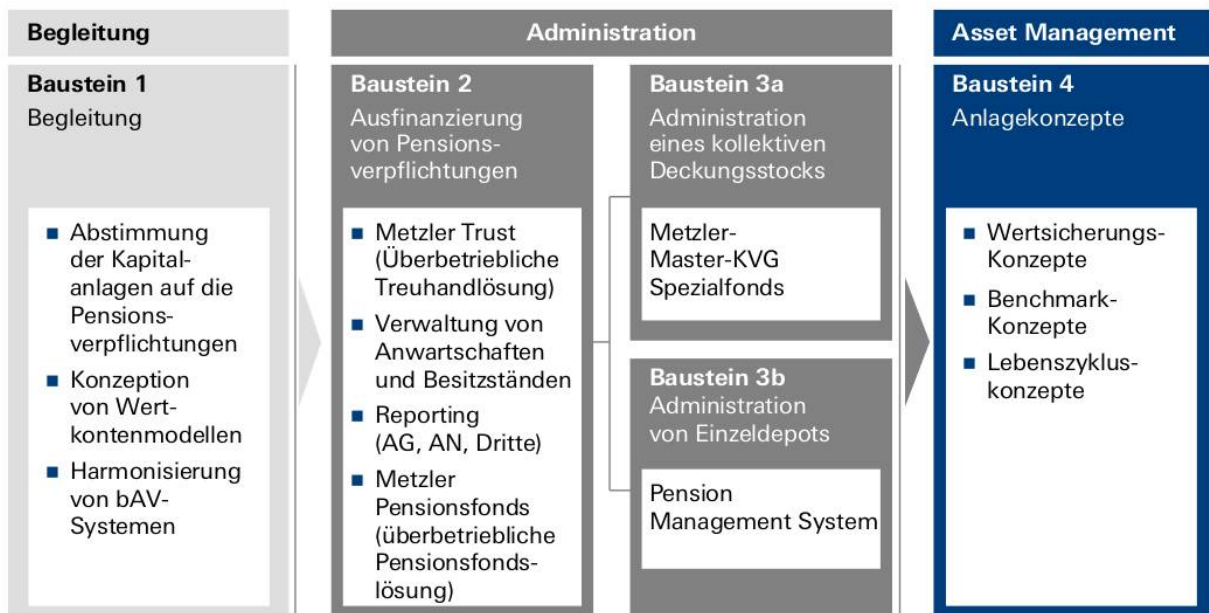 Begleitung
Baustein 1
Begleitung
Abstimmung
der Kapital-
anlagen auf die
Pensions-
verpflichtungen
Konzeption
von Wert-
kontenmodellen
Harmonisierung
von bAV-
Systemen
Administration
Baustein 2
Ausfinanzierung
von Pensions-
verpflichtungen
Metzler Trust
(Überbetriebliche
Treuhandlösung)
Verwaltung von
Anwartschaften
und Besitzständen
Reporting
(AG, AN, Dritte)
Metzler
Pensionsfonds
(überbetriebliche
Pensionsfonds-
lösung)
Baustein 3a
Administration
eines kollektiven
Deckungsstocks
Metzler-
Master-KVG
Spezialfonds
Baustein 3b
Administration
von Einzeldepots
Pension
Management System
Asset Management
Baustein 4
Anlagekonzepte
Wertsicherungs-
Konzepte
Benchmark-
Konzepte
Lebenszyklus-
konzepte